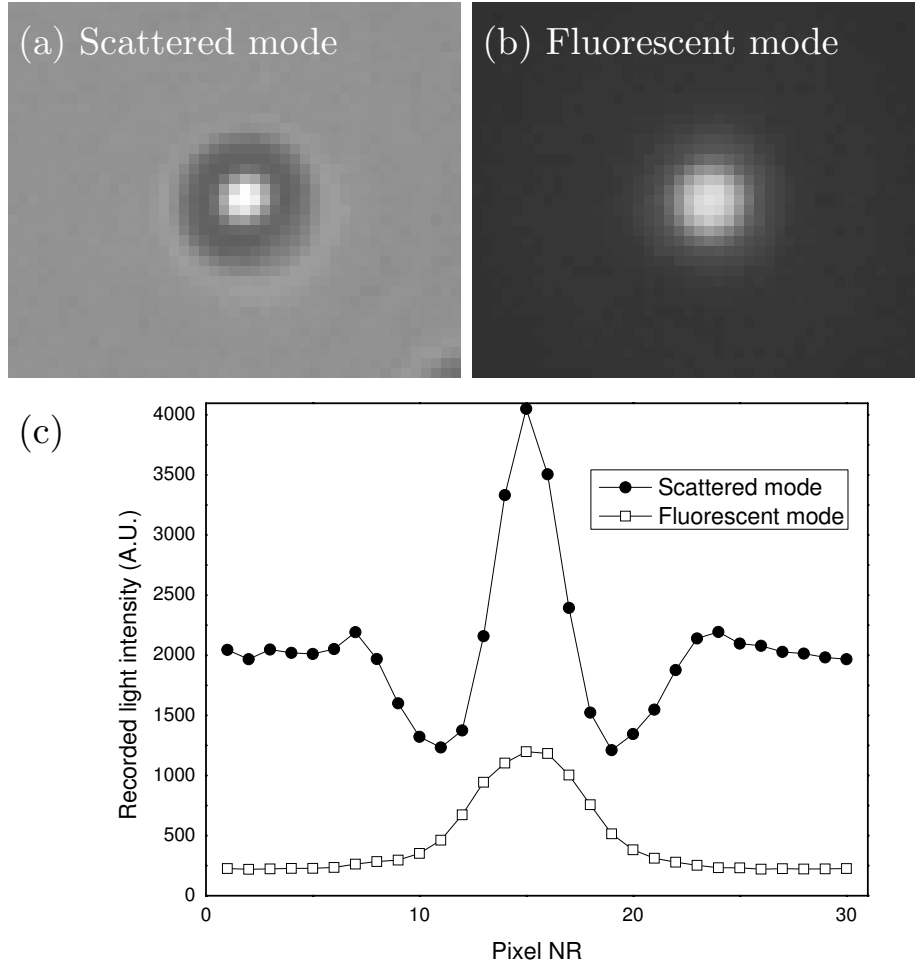 (a) Scattered mode
(b) Fluorescent mode
(c)
4000
3500
3000
2500
2000
1500
1000
500
0
Recorded light intensity (A.U.)
Scattered mode
Fluorescent mode
0 10 20 30
Pixel NR